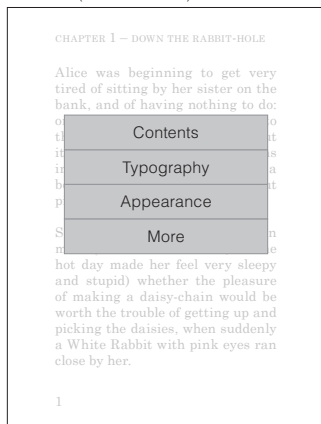 CHAPTER 1 – DOWN THE RABBIT-HOLE
Alice was beginning to get very
tired of sitting by her sister on the
bank, and of having nothing to do:
Contents
Typography
Appearance
More
hot day made her feel very sleepy
and stupid) whether the pleasure
of making a daisy-chain would be
worth the trouble of getting up and
picking the daisies, when suddenly
a White Rabbit with pink eyes ran
close by her.
1